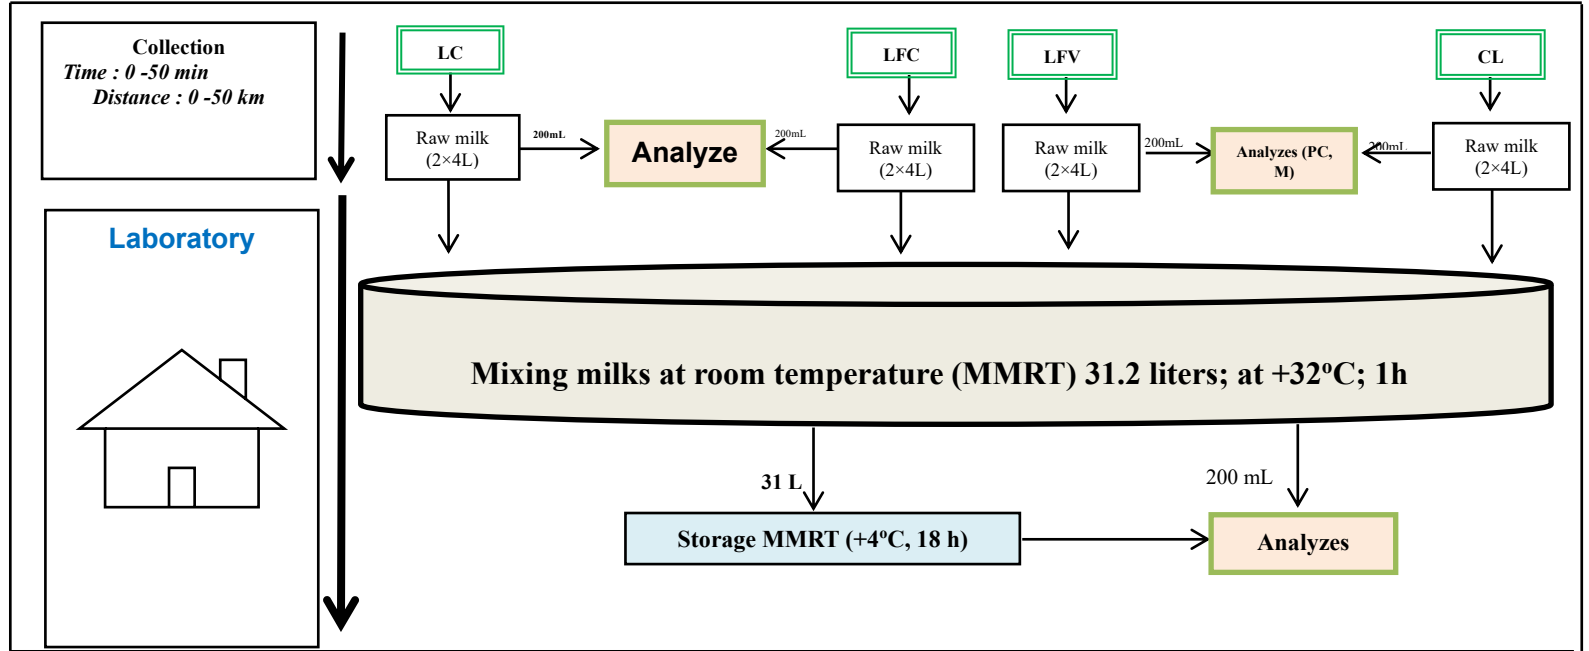 Collection
Time : 0 -50 min
Distance : 0 -50 km
LC
LFC
LFV
CL
Raw milk
(2×4L)
200mL
Analyze
200mL
Raw milk
(2×4L)
Raw milk
(2×4L)
200mL
Analyzes (PC,
M)
200mL
Raw milk
(2×4L)
Laboratory
Mixing milks at room temperature (MMRT) 31.2 liters; at +32ºC; 1h
31 L
200 mL
Storage MMRT (+4ºC, 18 h)
Analyzes